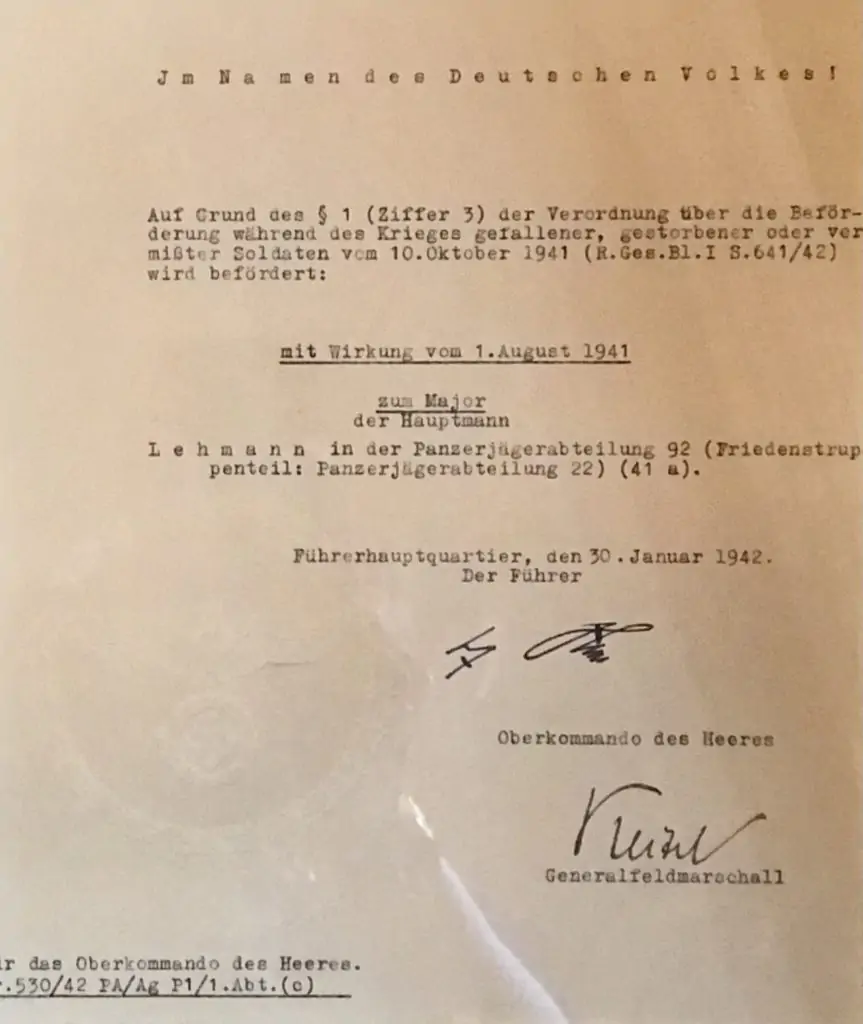 Jm Namen des Deutschen Volkes!
Auf Grund des § 1 (Ziffer 3) der Verordnung über die Beför-
derung während des Krieges gefallener, gestorbener oder ver
mißter Soldaten vom 10.Oktober 1941 (R.Ges.Bl.I S.641/42)
wird befördert:
mit Wirkung vom 1.August 1941
zum Major
der Hauptmann
Lehmann in der Panzerjägerabteilung 92 (Friedenstrup
penteil: Panzerjägerabteilung 22) (41 a).
Führerhauptquartier, den 30.Januar 1942.
Der Führer
Oberkommando des Heeres
Keitel
Generalfeldmarschall
r das Oberkommando des Heeres.
.530/42 PA/Ag P1/1.Abt.(c)